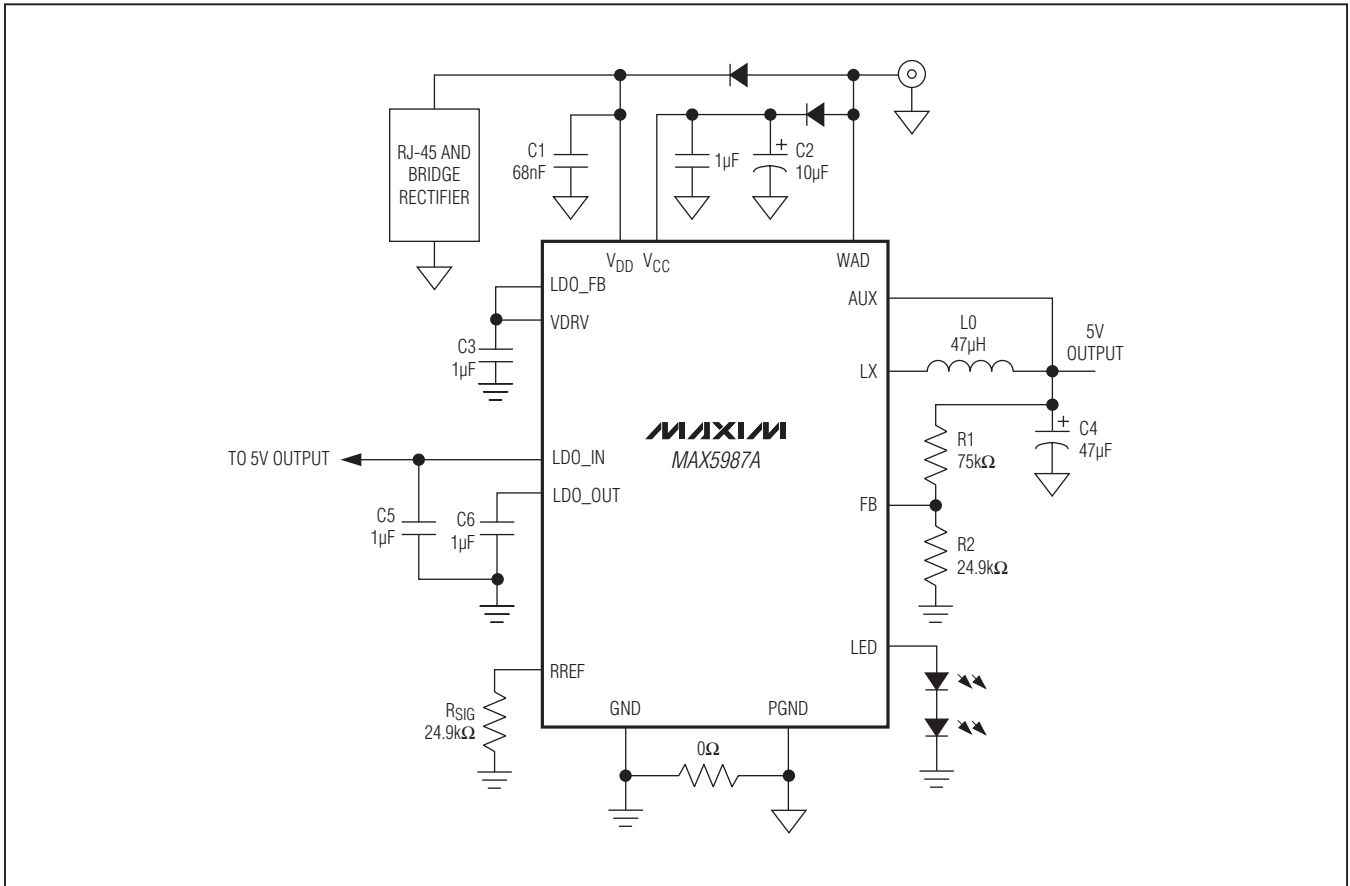 RJ-45 AND
BRIDGE
RECTIFIER
C1
68nF
1µF
+
C2
10µF
VDD
VCC
WAD
LDO_FB
VDRV
C3
1µF
AUX
L0
47µH
5V
OUTPUT
LX
MAXIM
MAX5987A
R1
75kΩ
+
C4
47µF
TO 5V OUTPUT
LDO_IN
LDO_OUT
C5
1µF
C6
1µF
FB
R2
24.9kΩ
LED
RREF
RSIG
24.9kΩ
GND
PGND
0Ω